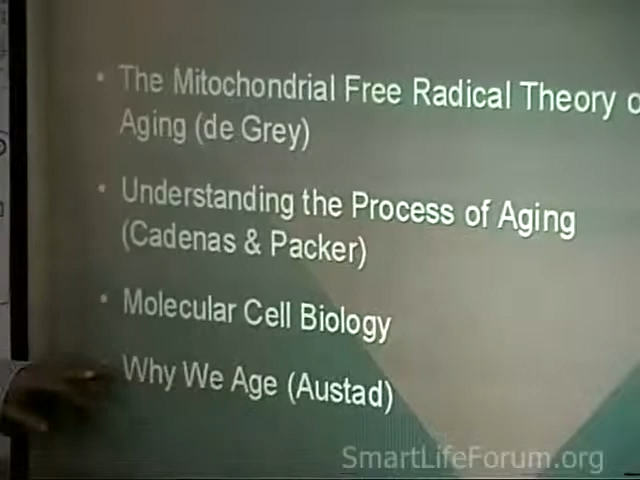 • The Mitochondrial Free Radical Theory o
Aging (de Grey)
• Understanding the Process of Aging
(Cadenas & Packer)
• Molecular Cell Biology
Why We Age (Austad)
SmartLifeForum.org